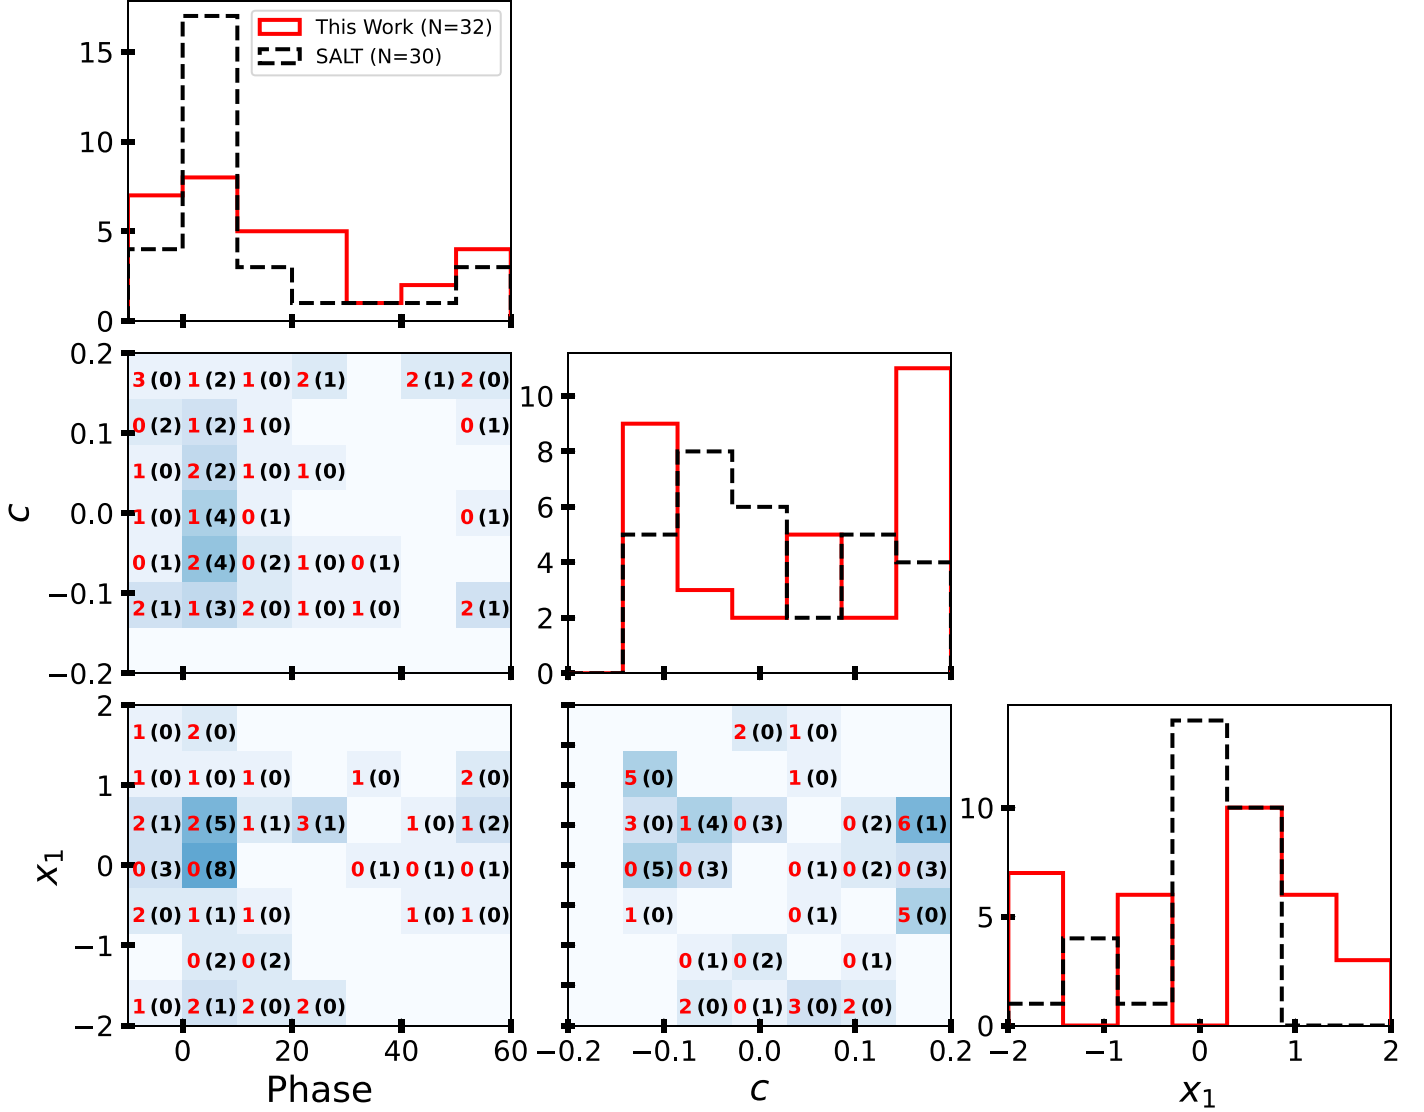 This Work (N=32)
SALT (N=30)
15
10
5
0
0.2
3 (0) 1 (2) 1 (0) 2 (1) 2 (1) 2 (0)
0 (2) 1 (2) 1 (0) 0 (1)
0.1
1 (0) 2 (2) 1 (0) 1 (0)
c
0.0
1 (0) 1 (4) 0 (1) 0 (1)
0 (1) 2 (4) 0 (2) 1 (0) 0 (1)
−0.1
2 (1) 1 (3) 2 (0) 1 (0) 1 (0) 2 (1)
−0.2
10
8
6
4
2
0
2
1 (0) 2 (0)
1 (0) 1 (0) 1 (0) 1 (0) 2 (0)
1
2 (1) 2 (5) 1 (1) 3 (1) 1 (0) 1 (2)
x₁
0
0 (3) 0 (8) 0 (1) 0 (1) 0 (1)
2 (0) 1 (1) 1 (0) 1 (0) 1 (0)
−1
0 (2) 0 (2)
1 (0) 2 (1) 2 (0) 2 (0)
−2
0 20 40 60
Phase
2 (0) 1 (0)
5 (0) 1 (0)
3 (0) 1 (4) 0 (3) 0 (2) 6 (1)
0 (5) 0 (3) 0 (1) 0 (2) 0 (3)
1 (0) 0 (1) 5 (0)
0 (1) 0 (2) 0 (1)
2 (0) 0 (1) 3 (0) 2 (0)
−0.2 −0.1 0.0 0.1 0.2
c
10
5
0
−2 −1 0 1 2
x₁